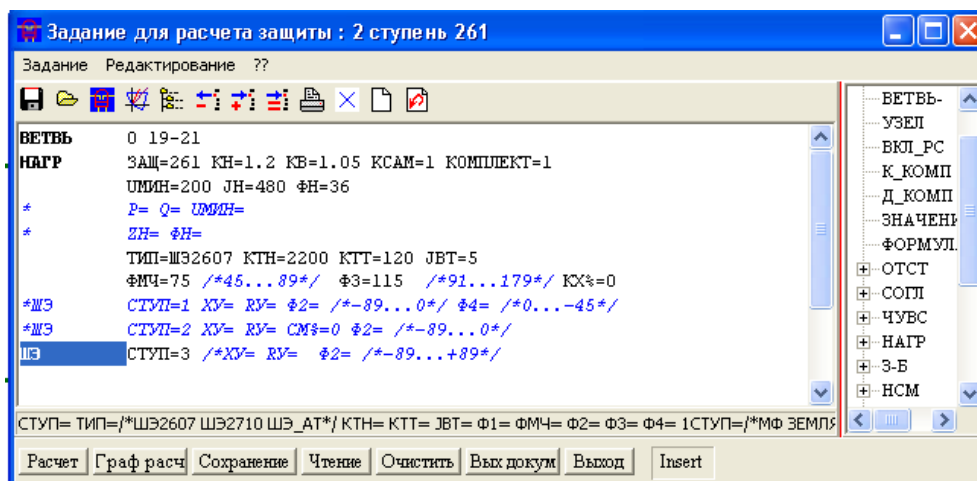 Задание для расчета защиты : 2 ступень 261
Задание Редактирование ??
ВЕТВЬ 0 19-21
НАГР ЗАЩ=261 КН=1.2 КВ=1.05 КСАМ=1 КОМПЛЕКТ=1
UМИН=200 JН=480 ФН=36
* P= Q= UМИН=
* ZН= ФН=
ТИП=ШЭ2607 КТН=2200 КТТ=120 JВТ=5
ФМЧ=75 /*45...89*/ Ф3=115 /*91...179*/ КХ%=0
*ШЭ СТУП=1 ХУ= RУ= Ф2= /*-89...0*/ Ф4= /*0...-45*/
*ШЭ СТУП=2 ХУ= RУ= СМ%=0 Ф2= /*-89...0*/
ШЭ СТУП=3 /*ХУ= RУ= Ф2= /*-89...+89*/
СТУП= ТИП=/*ШЭ2607 ШЭ2710 ШЭ_АТ*/ КТН= КТТ= JВТ= Ф1= ФМЧ= Ф2= Ф3= Ф4= 1СТУП=/*МФ ЗЕМЛЯ
ВЕТВЬ-
УЗЕЛ
ВКЛ_РС
К_КОМП
Д_КОМП
ЗНАЧЕНИ
ФОРМУЛ.
ОТСТ
СОГЛ
ЧУВС
НАГР
З-Б
НСМ
Расчет Граф расч Сохранение Чтение Очистить Вых докум Выход Insert